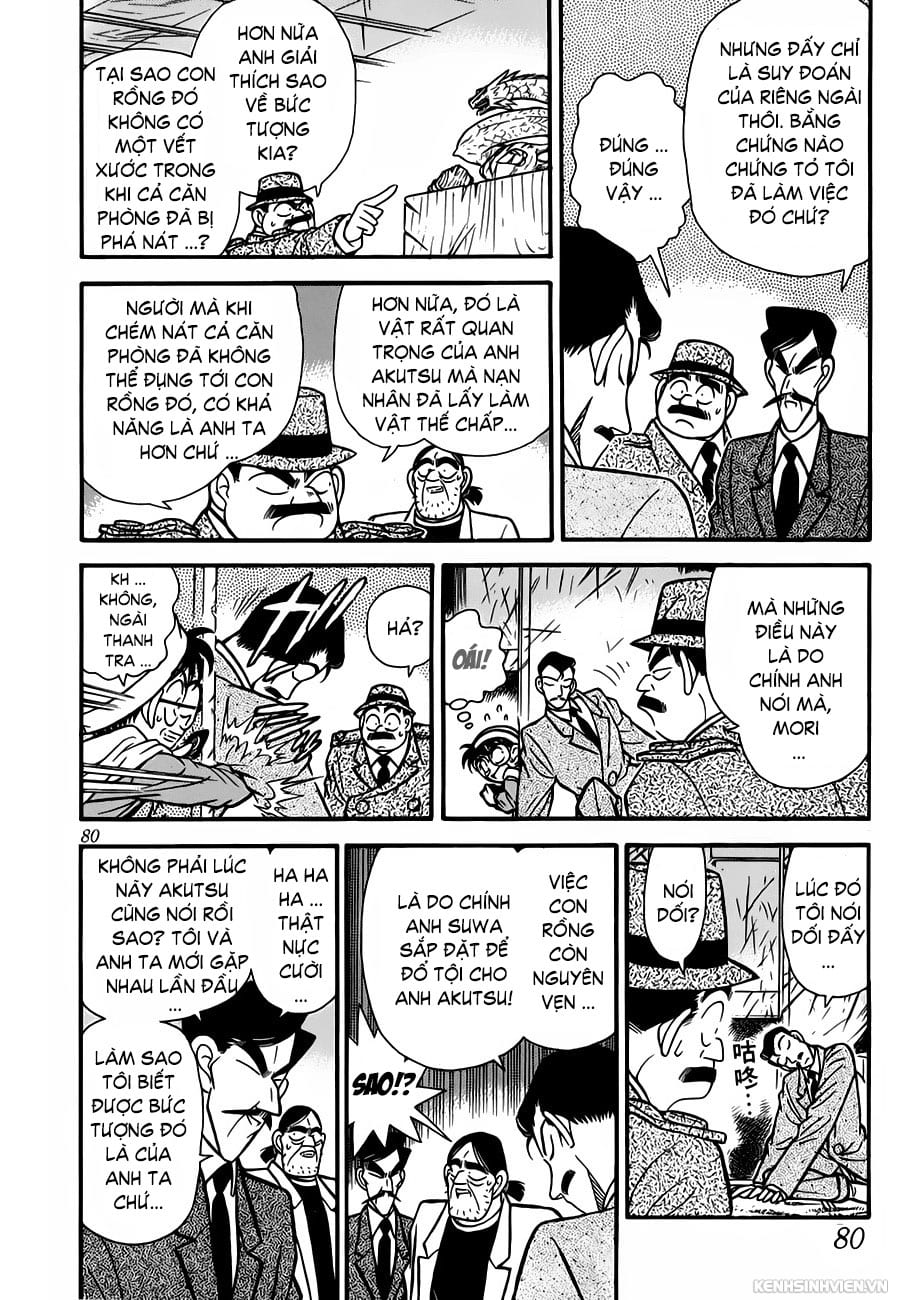 NHƯNG ĐẤY CHỈ
LÀ SUY ĐOÁN
CỦA RIÊNG NGÀI
THÔI. BẰNG
CHỨNG NÀO
CHỨNG TỎ TÔI
ĐÃ LÀM VIỆC
ĐÓ CHỨ?
ĐÚNG ...
ĐÚNG
VẬY ...
HƠN NỮA
ANH GIẢI
THÍCH SAO
VỀ BỨC
TƯỢNG
KIA?
TẠI SAO CON
RỒNG ĐÓ
KHÔNG CÓ
MỘT VẾT
XƯỚC TRONG
KHI CẢ CĂN
PHÒNG ĐÃ BỊ
PHÁ NÁT ...?
HƠN NỮA, ĐÓ LÀ
VẬT RẤT QUAN
TRỌNG CỦA ANH
AKUTSU MÀ NẠN
NHÂN ĐÃ LẤY LÀM
VẬT THẾ CHẤP...
NGƯỜI MÀ KHI
CHÉM NÁT CẢ CĂN
PHÒNG ĐÃ KHÔNG
THỂ ĐỤNG TỚI CON
RỒNG ĐÓ, CÓ KHẢ
NĂNG LÀ ANH TA
HƠN CHỨ ...
MÀ NHỮNG
ĐIỀU NÀY
LÀ DO
CHÍNH ANH
NÓI MÀ,
MORI ...
OÁI!
HẢ?
KH ...
KHÔNG,
NGÀI
THANH
TRA ...
80
LÚC ĐÓ
TÔI NÓI
DỐI ĐẤY
...
NÓI
DỐI?
咕咚…
VIỆC
CON
RỒNG
CÒN
NGUYÊN
VẸN ...
LÀ DO CHÍNH
ANH SUWA
SẮP ĐẶT ĐỂ
ĐỔ TỘI CHO
ANH AKUTSU!
SAO!?
HA HA
HA ...
THẬT
NỰC
CƯỜI ...
KHÔNG PHẢI LÚC
NÀY AKUTSU
CŨNG NÓI RỒI
SAO? TÔI VÀ
ANH TA MỚI GẶP
NHAU LẦN ĐẦU ...
LÀM SAO
TÔI BIẾT
ĐƯỢC BỨC
TƯỢNG ĐÓ
LÀ CỦA
ANH TA
CHỨ...
80
KENHSINHVIEN.VN